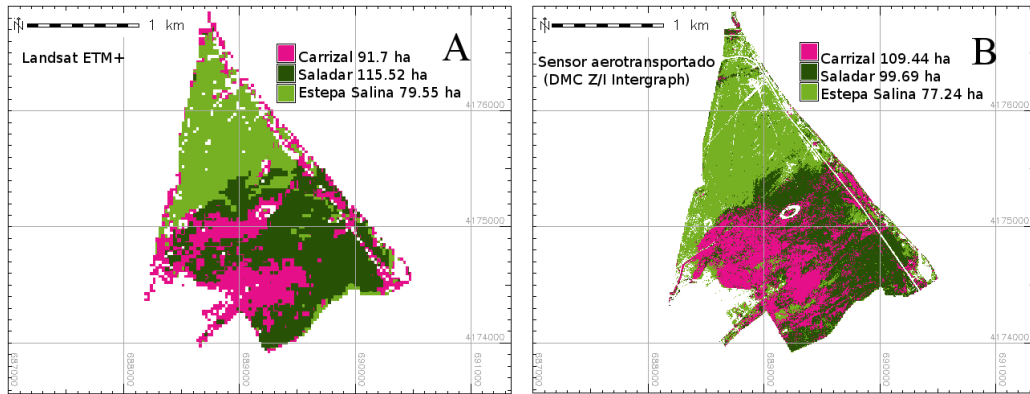 N
1 km
A
Landsat ETM+
Carrizal 91.7 ha
Saladar 115.52 ha
Estepa Salina 79.55 ha
4176000
4175000
4174000
687000
688000
689000
690000
691000
N
1 km
B
Sensor aerotransportado
(DMC Z/I Intergraph)
Carrizal 109.44 ha
Saladar 99.69 ha
Estepa Salina 77.24 ha
4176000
4175000
4174000
687000
688000
689000
690000
691000